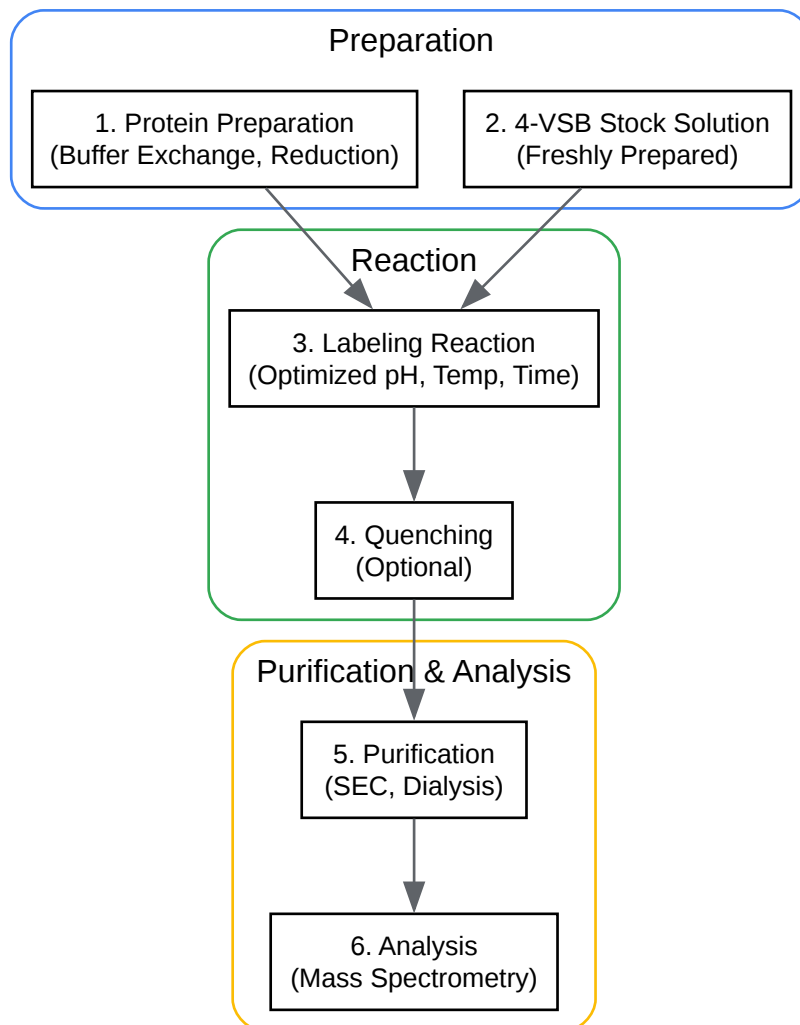 Preparation
1. Protein Preparation
(Buffer Exchange, Reduction)
2. 4-VSB Stock Solution
(Freshly Prepared)
Reaction
3. Labeling Reaction
(Optimized pH, Temp, Time)
4. Quenching
(Optional)
Purification & Analysis
5. Purification
(SEC, Dialysis)
6. Analysis
(Mass Spectrometry)